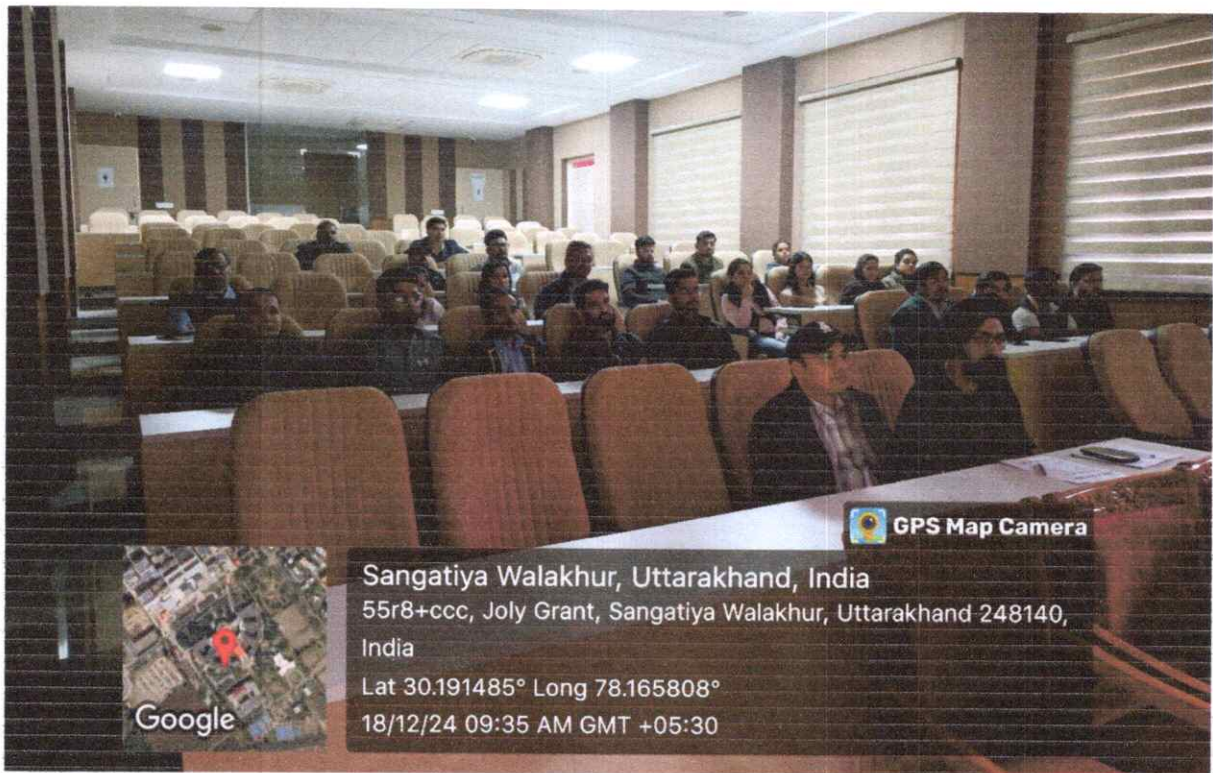 GPS Map Camera
Sangatiya Walakhur, Uttarakhand, India
55r8+ccc, Joly Grant, Sangatiya Walakhur, Uttarakhand 248140,
India
Lat 30.191485° Long 78.165808°
18/12/24 09:35 AM GMT +05:30
Google